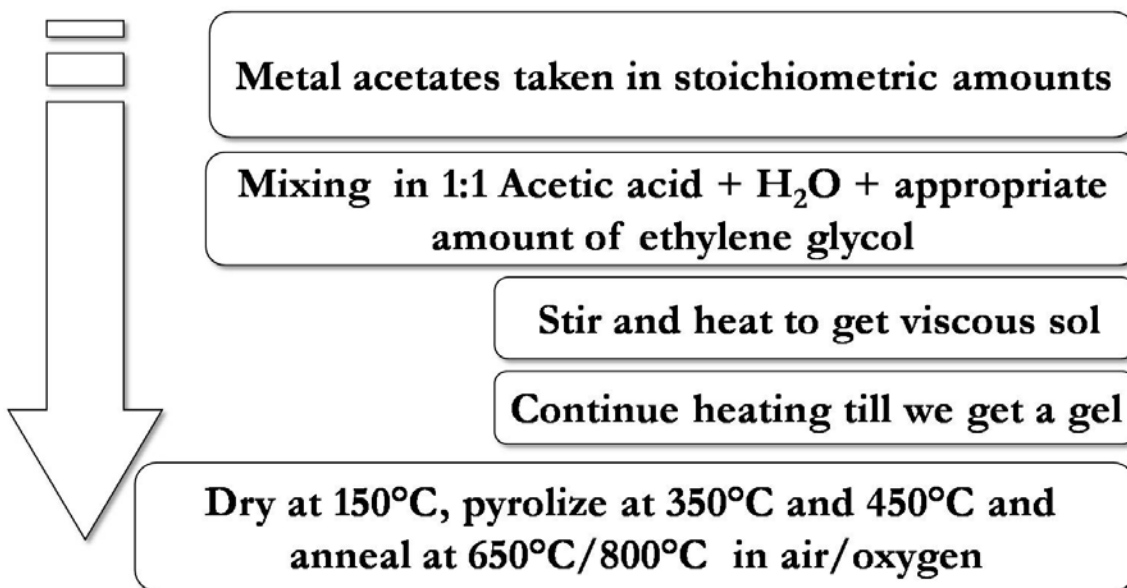 Metal acetates taken in stoichiometric amounts
Mixing in 1:1 Acetic acid + H₂O + appropriate
amount of ethylene glycol
Stir and heat to get viscous sol
Continue heating till we get a gel
Dry at 150°C, pyrolize at 350°C and 450°C and
anneal at 650°C/800°C in air/oxygen